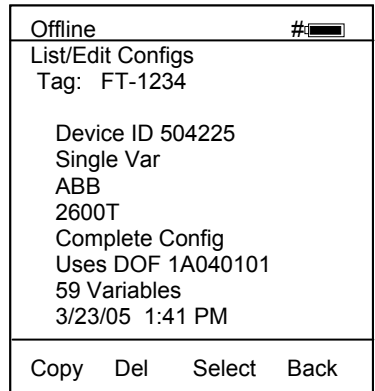 Offline #
List/Edit Configs
Tag: FT-1234
Device ID 504225
Single Var
ABB
2600T
Complete Config
Uses DOF 1A040101
59 Variables
3/23/05 1:41 PM
Copy Del Select Back